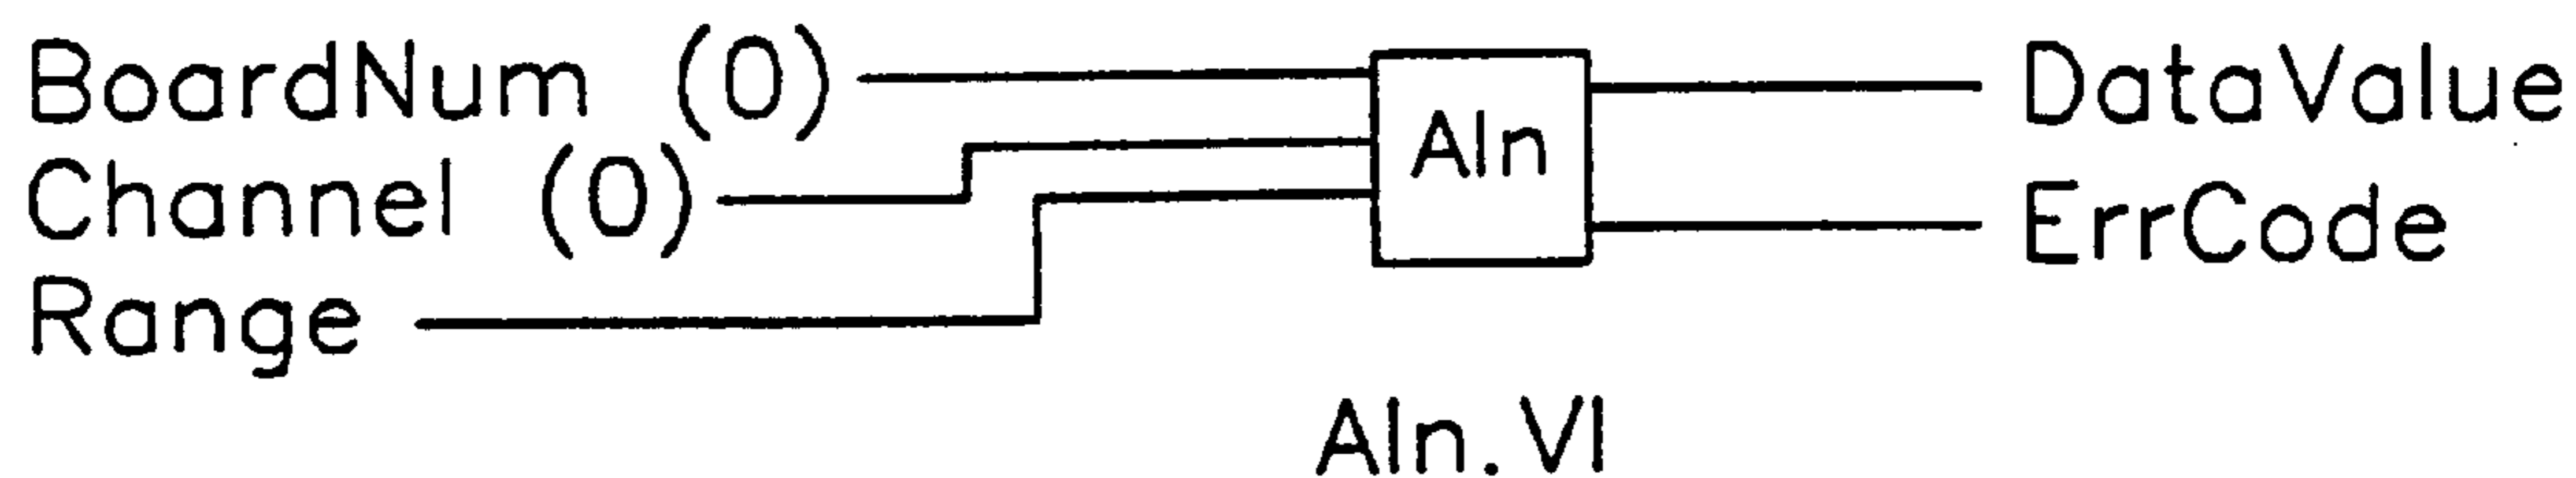 BoardNum (0)
Channel (0)
Range
AIn
DataValue
ErrCode
AIn.VI